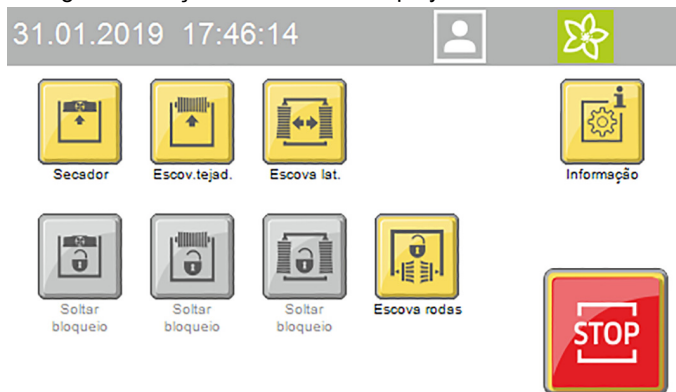 31.01.2019 17:46:14
Secador
Escov.tejad.
Escova lat.
i
Informação
Soltar
bloqueio
Soltar
bloqueio
Soltar
bloqueio
Escova rodas
STOP